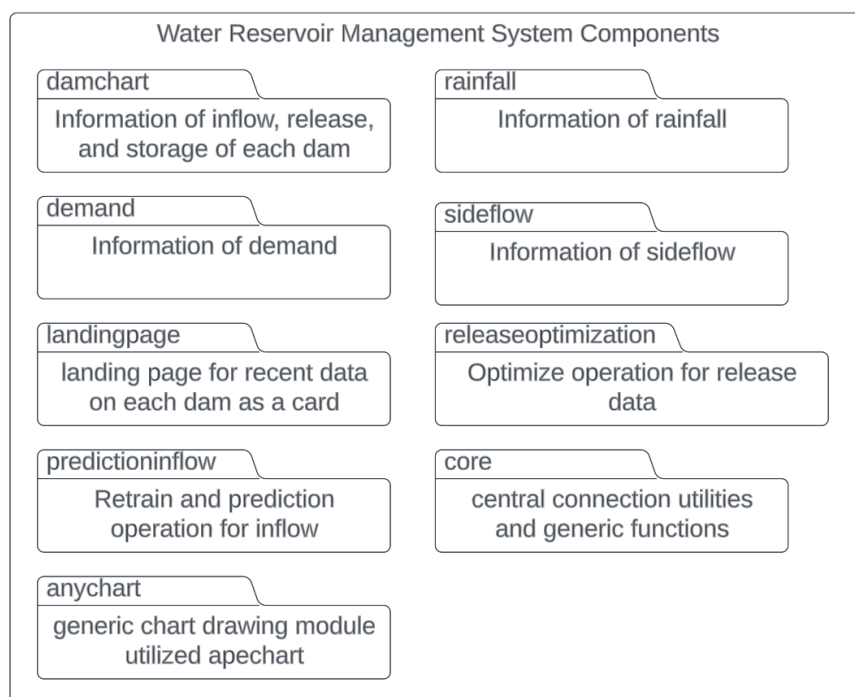 Water Reservoir Management System Components
damchart
Information of inflow, release,
and storage of each dam
rainfall
Information of rainfall
demand
Information of demand
sideflow
Information of sideflow
landingpage
landing page for recent data
on each dam as a card
releaseoptimization
Optimize operation for release
data
predictioninflow
Retrain and prediction
operation for inflow
core
central connection utilities
and generic functions
anychart
generic chart drawing module
utilized apechart